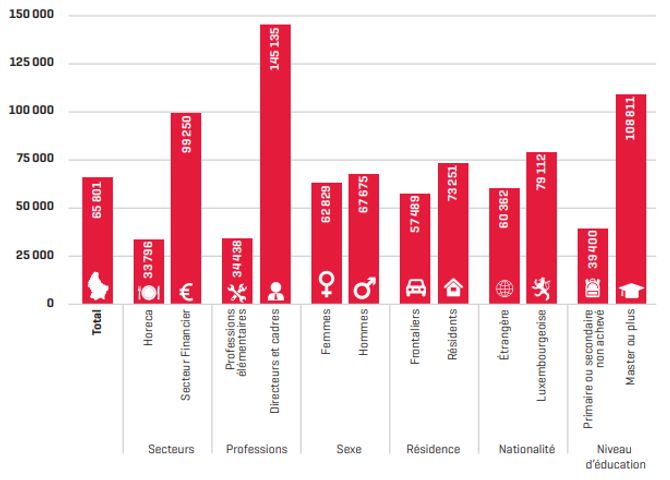 150 000
125 000
100 000
75 000
50 000
25 000
0
65 801
33 796
99 250
34 438
145 135
62 829
67 675
57 489
73 251
60 362
79 112
39 400
108 811
Total
Horeca
Secteur Financier
Professions
élémentaires
Directeurs et cadres
Femmes
Hommes
Frontaliers
Résidents
Étrangère
Luxembourgeoise
Primaire ou secondaire
non achevé
Master ou plus
Secteurs
Professions
Sexe
Résidence
Nationalité
Niveau
d'éducation